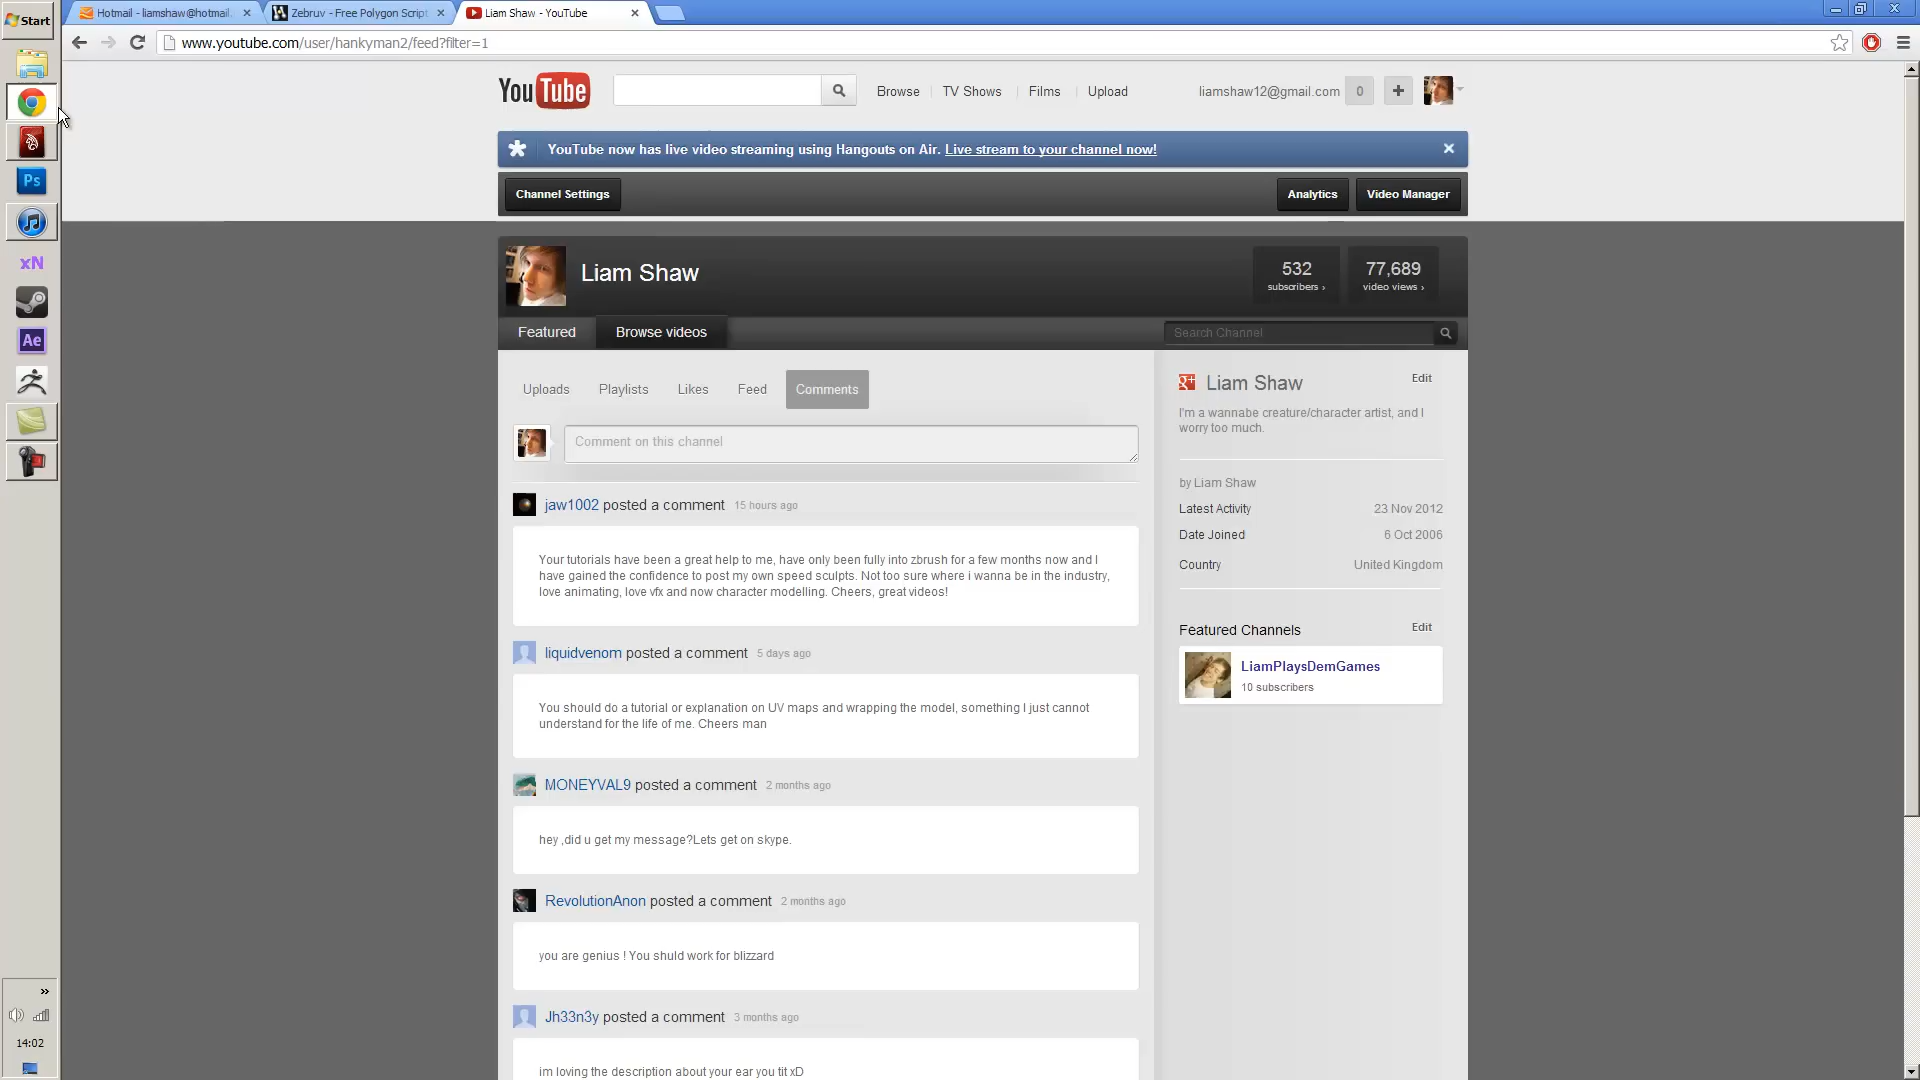 Start
Hotmail - liamshaw@hotmail.
Zebruv - Free Polygon Script
Liam Shaw - YouTube
www.youtube.com/user/hankyman2/feed?filter=1
YouTube
Browse
TV Shows
Films
Upload
liamshaw12@gmail.com
0
YouTube now has live video streaming using Hangouts on Air. Live stream to your channel now!
Channel Settings
Analytics
Video Manager
Ps
xN
Ae
Liam Shaw
532
subscribers ›
77,689
video views ›
Featured
Browse videos
Search Channel
Uploads
Playlists
Likes
Feed
Comments
Comment on this channel
jaw1002 posted a comment 15 hours ago
Your tutorials have been a great help to me, have only been fully into zbrush for a few months now and I
have gained the confidence to post my own speed sculpts. Not too sure where i wanna be in the industry,
love animating, love vfx and now character modelling. Cheers, great videos!
liquidvenom posted a comment 5 days ago
You should do a tutorial or explanation on UV maps and wrapping the model, something I just cannot
understand for the life of me. Cheers man
MONEYVAL9 posted a comment 2 months ago
hey ,did u get my message?Lets get on skype.
RevolutionAnon posted a comment 2 months ago
you are genius ! You shuld work for blizzard
Jh33n3y posted a comment 3 months ago
im loving the description about your ear you tit xD
g+ Liam Shaw
Edit
I'm a wannabe creature/character artist, and I
worry too much.
by Liam Shaw
Latest Activity 23 Nov 2012
Date Joined 6 Oct 2006
Country United Kingdom
Featured Channels
Edit
LiamPlaysDemGames
10 subscribers
14:02